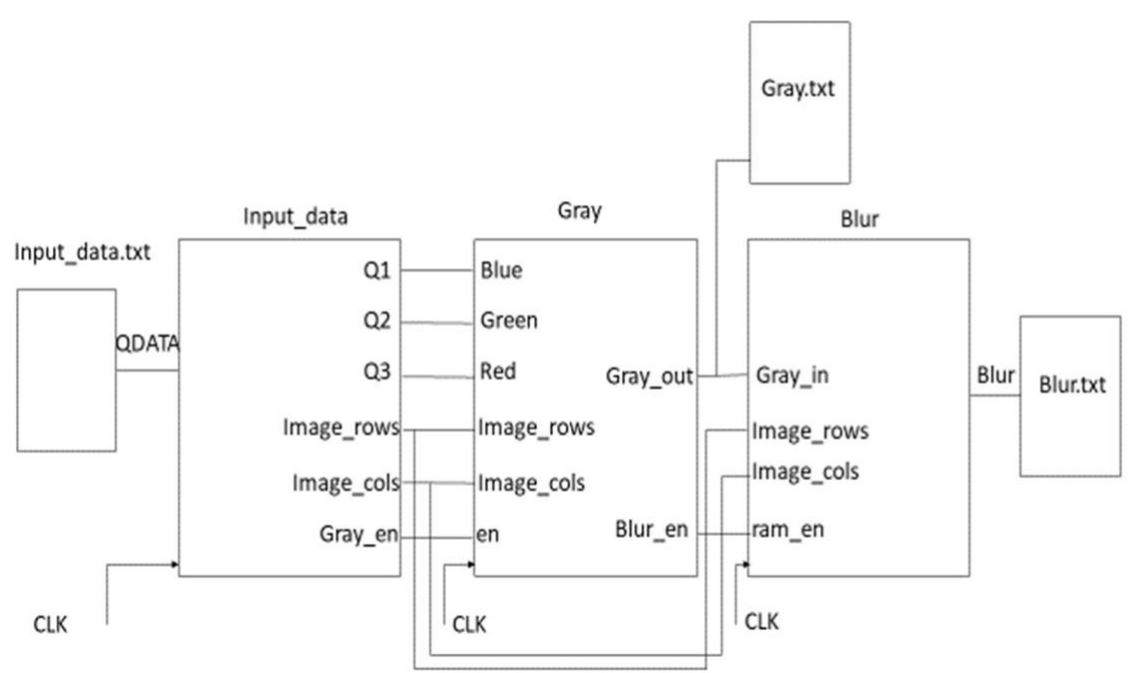 Gray.txt
Input_data
Gray
Blur
Input_data.txt
QDATA
Q1
Q2
Q3
Image_rows
Image_cols
Gray_en
CLK
Blue
Green
Red
Image_rows
Image_cols
en
Gray_out
Blur_en
CLK
Gray_in
Image_rows
Image_cols
ram_en
CLK
Blur
Blur.txt